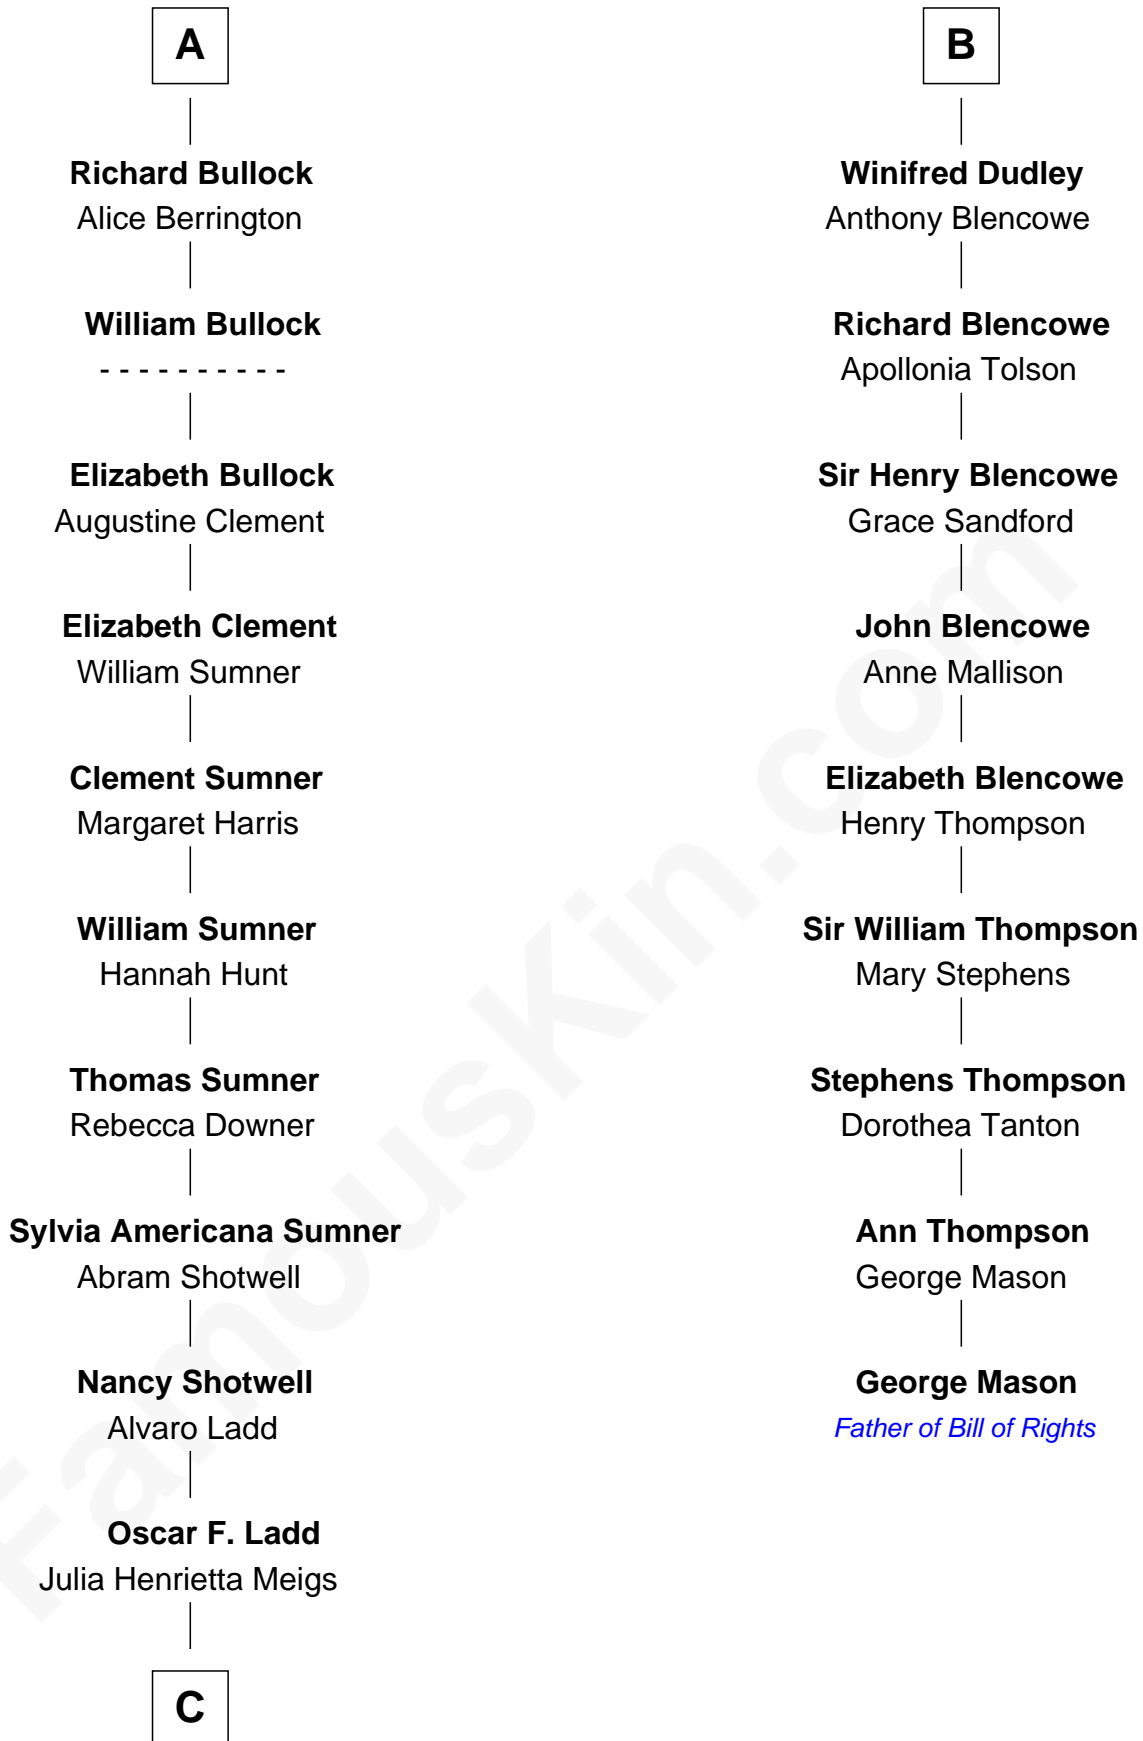 A
Richard Bullock
Alice Berrington
William Bullock
- - - - - - - - - -
Elizabeth Bullock
Augustine Clement
Elizabeth Clement
William Sumner
Clement Sumner
Margaret Harris
William Sumner
Hannah Hunt
Thomas Sumner
Rebecca Downer
Sylvia Americana Sumner
Abram Shotwell
Nancy Shotwell
Alvaro Ladd
Oscar F. Ladd
Julia Henrietta Meigs
C
B
Winifred Dudley
Anthony Blencowe
Richard Blencowe
Apollonia Tolson
Sir Henry Blencowe
Grace Sandford
John Blencowe
Anne Mallison
Elizabeth Blencowe
Henry Thompson
Sir William Thompson
Mary Stephens
Stephens Thompson
Dorothea Tanton
Ann Thompson
George Mason
George Mason
Father of Bill of Rights
FamousKin.com